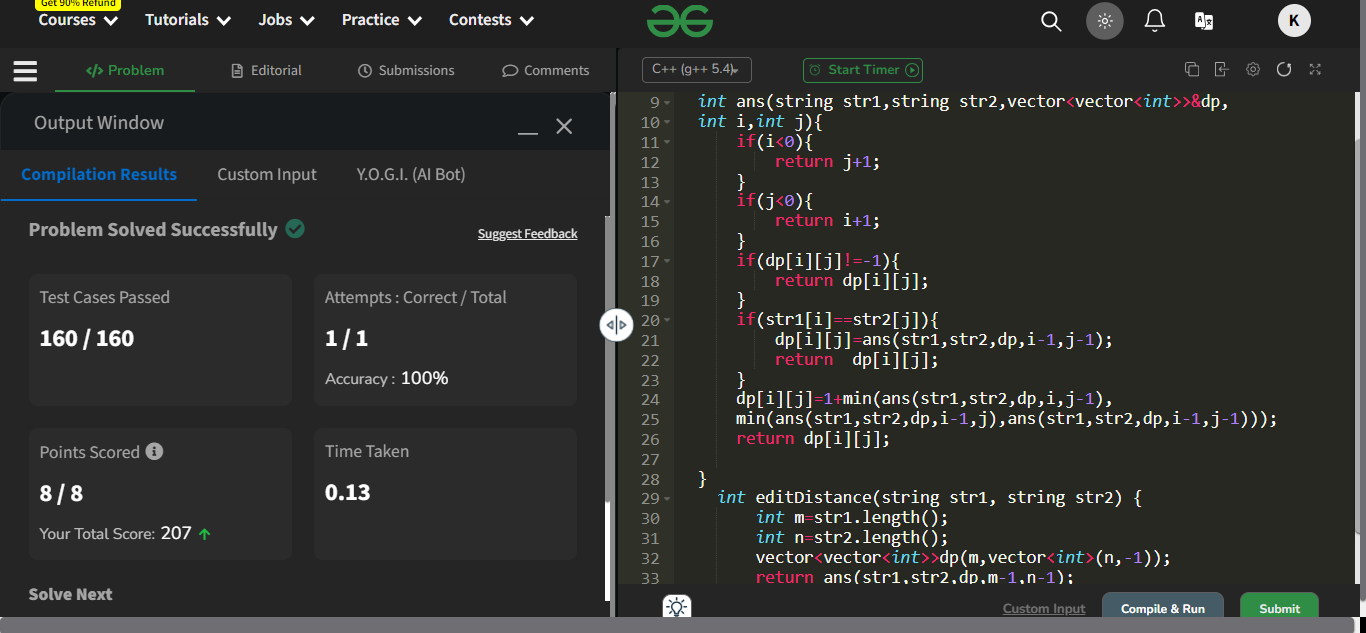 Get 90% Refund
Courses Tutorials Jobs Practice Contests
K
</> Problem Editorial Submissions Comments
Output Window
Compilation Results Custom Input Y.O.G.I. (AI Bot)
Problem Solved Successfully
Suggest Feedback
Test Cases Passed
160 / 160
Attempts : Correct / Total
1 / 1
Accuracy : 100%
Points Scored
8 / 8
Your Total Score: 207
Time Taken
0.13
Solve Next
C++ (g++ 5.4) Start Timer
9 int ans(string str1,string str2,vector<vector<int>>&dp,
10 int i,int j){
11 if(i<0){
12 return j+1;
13 }
14 if(j<0){
15 return i+1;
16 }
17 if(dp[i][j]!=-1){
18 return dp[i][j];
19 }
20 if(str1[i]==str2[j]){
21 dp[i][j]=ans(str1,str2,dp,i-1,j-1);
22 return  dp[i][j];
23 }
24 dp[i][j]=1+min(ans(str1,str2,dp,i,j-1),
25 min(ans(str1,str2,dp,i-1,j),ans(str1,str2,dp,i-1,j-1)));
26 return dp[i][j];
27
28 }
29 int editDistance(string str1, string str2) {
30 int m=str1.length();
31 int n=str2.length();
32 vector<vector<int>>dp(m,vector<int>(n,-1));
33 return ans(str1,str2,dp,m-1,n-1);
Custom Input Compile & Run Submit